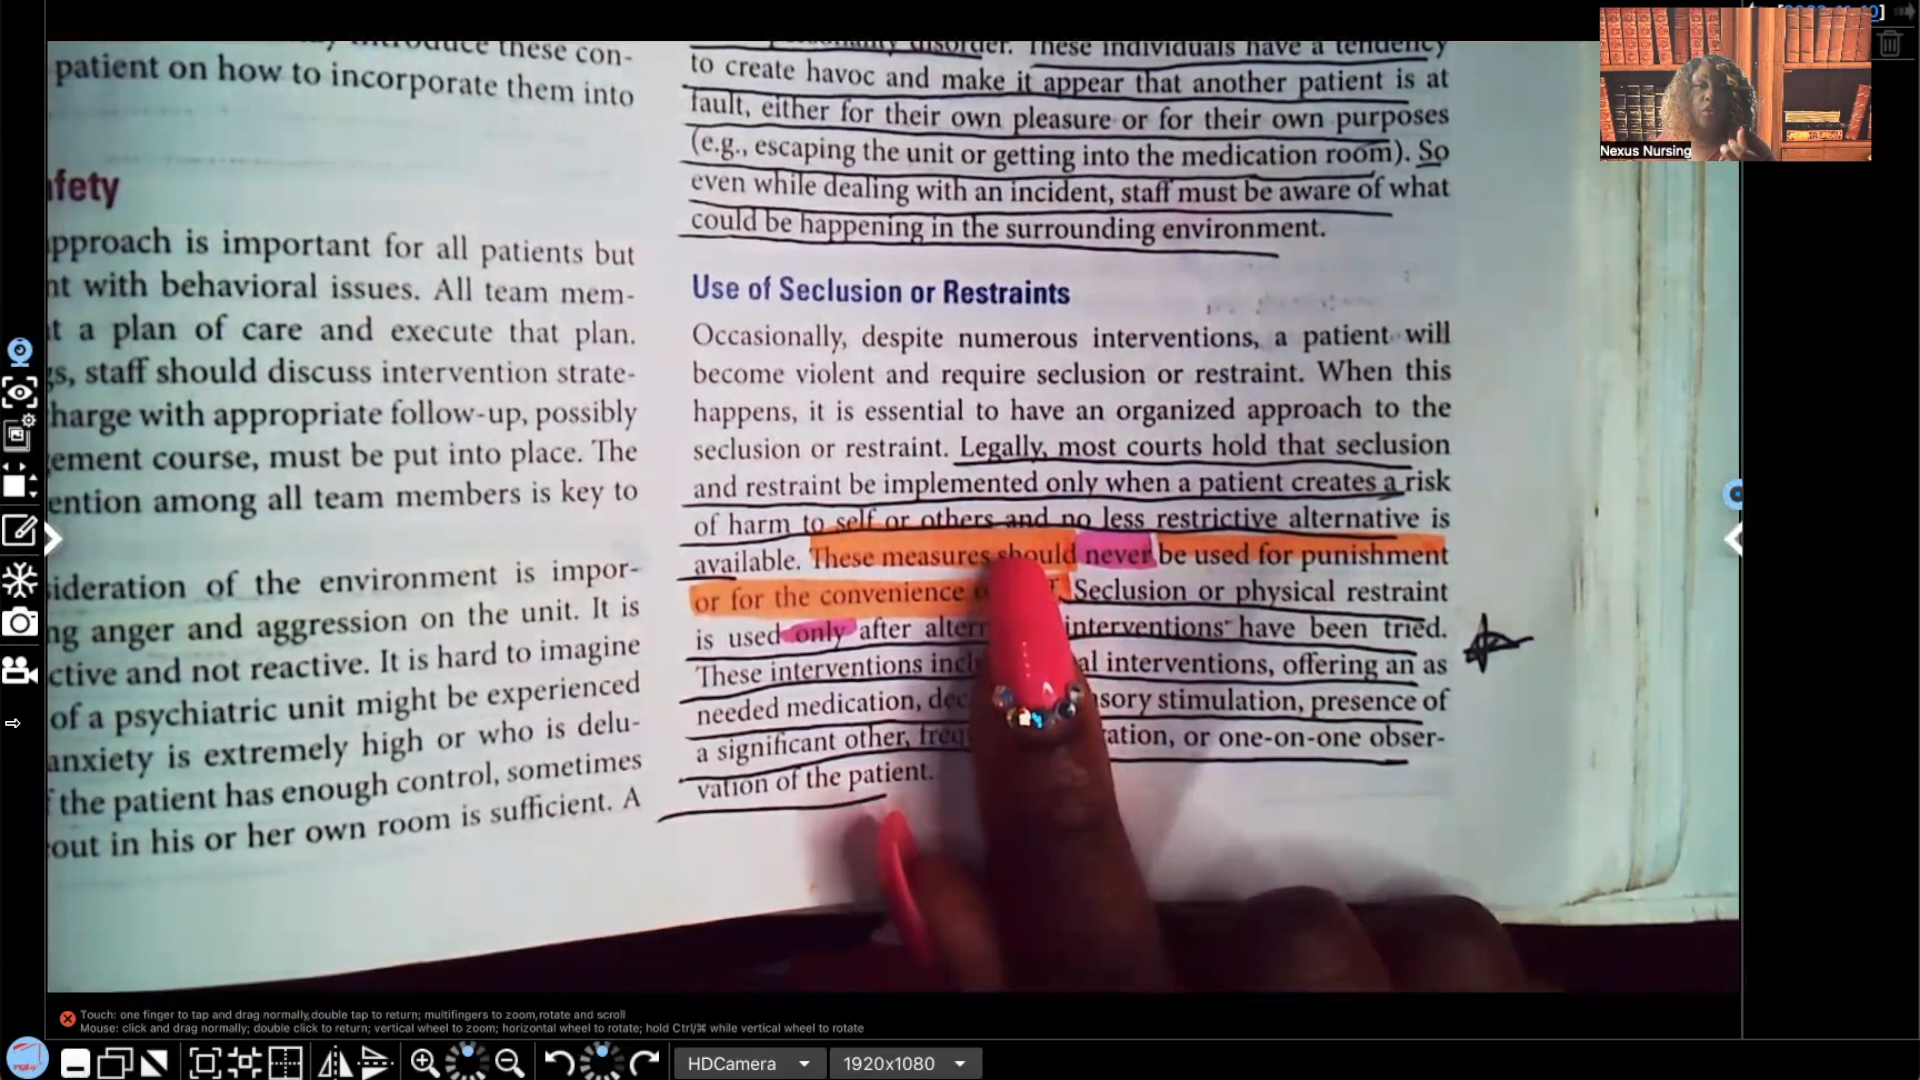 introduce these con-
patient on how to incorporate them into
fety
pproach is important for all patients but
nt with behavioral issues. All team mem-
t a plan of care and execute that plan.
gs, staff should discuss intervention strate-
harge with appropriate follow-up, possibly
ement course, must be put into place. The
ention among all team members is key to
ideration of the environment is impor-
ng anger and aggression on the unit. It is
ctive and not reactive. It is hard to imagine
of a psychiatric unit might be experienced
anxiety is extremely high or who is delu-
the patient has enough control, sometimes
out in his or her own room is sufficient. A
disorder. These individuals have a tendency
to create havoc and make it appear that another patient is at
fault, either for their own pleasure or for their own purposes
(e.g., escaping the unit or getting into the medication room). So
even while dealing with an incident, staff must be aware of what
could be happening in the surrounding environment.
Use of Seclusion or Restraints
Occasionally, despite numerous interventions, a patient will
become violent and require seclusion or restraint. When this
happens, it is essential to have an organized approach to the
seclusion or restraint. Legally, most courts hold that seclusion
and restraint be implemented only when a patient creates a risk
of harm to self or others and no less restrictive alternative is
available. These measures should never be used for punishment
or for the convenience Seclusion or physical restraint
is used only after interventions have been tried.
These interventions interventions, offering an as
needed medication, stimulation, presence of
a significant other, or one-on-one obser-
vation of the patient.
Nexus Nursing
Touch: one finger to tap and drag normally,double tap to return; multifingers to zoom,rotate and scroll
Mouse: click and drag normally; double click to return; vertical wheel to zoom; horizontal wheel to rotate; hold Ctrl/⌘ while vertical wheel to rotate
HDCamera
1920x1080